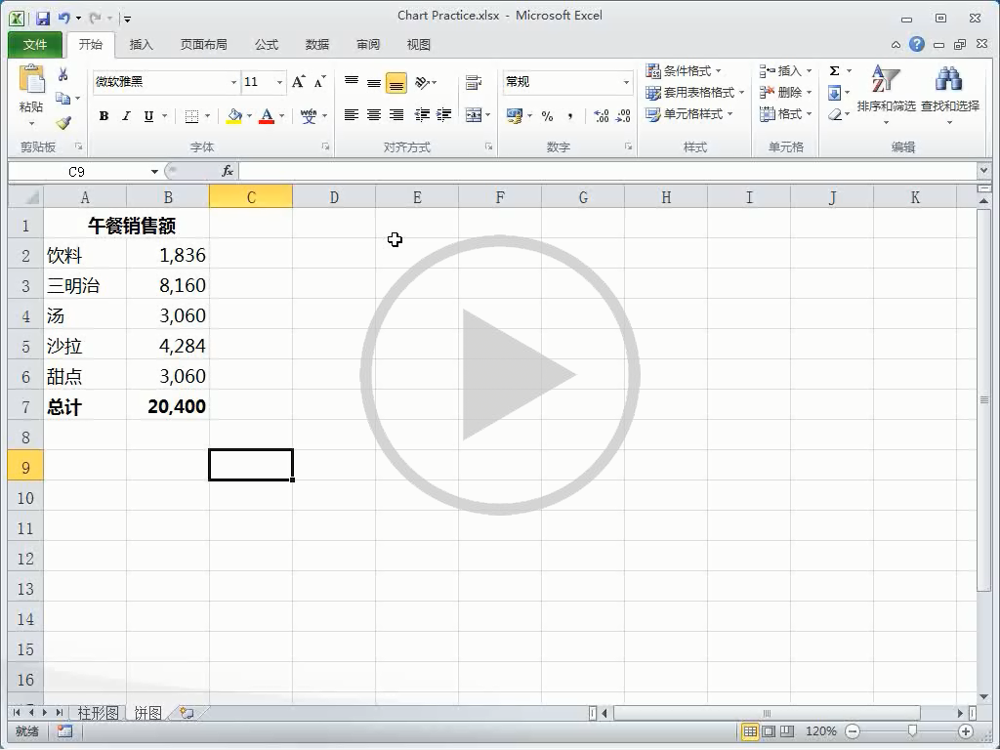 Chart Practice.xlsx - Microsoft Excel
文件 开始 插入 页面布局 公式 数据 审阅 视图
微软雅黑 11 常规 条件格式 插入 Σ
粘贴 套用表格格式 删除 排序和筛选 查找和选择
B I U A wén 文 % , 单元格样式 格式
剪贴板 字体 对齐方式 数字 样式 单元格 编辑
C9 fx
A B C D E F G H I J K
1 午餐销售额
2 饮料 1,836
3 三明治 8,160
4 汤 3,060
5 沙拉 4,284
6 甜点 3,060
7 总计 20,400
8
9
10
11
12
13
14
15
16
柱形图 饼图
就绪 120%